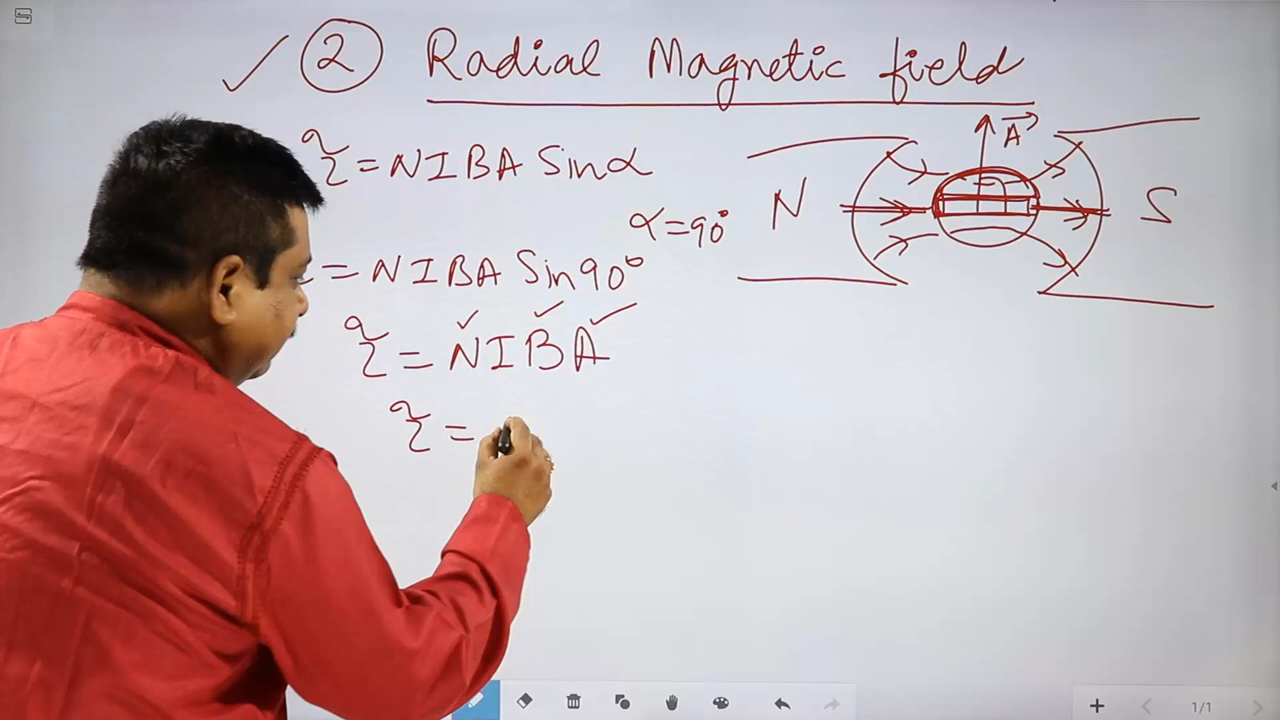 ✓ ② Radial Magnetic field
τ = NIBA Sinα
α = 90°
= NIBA Sin90°
τ = NIBA
τ =
A
N
S
1/1